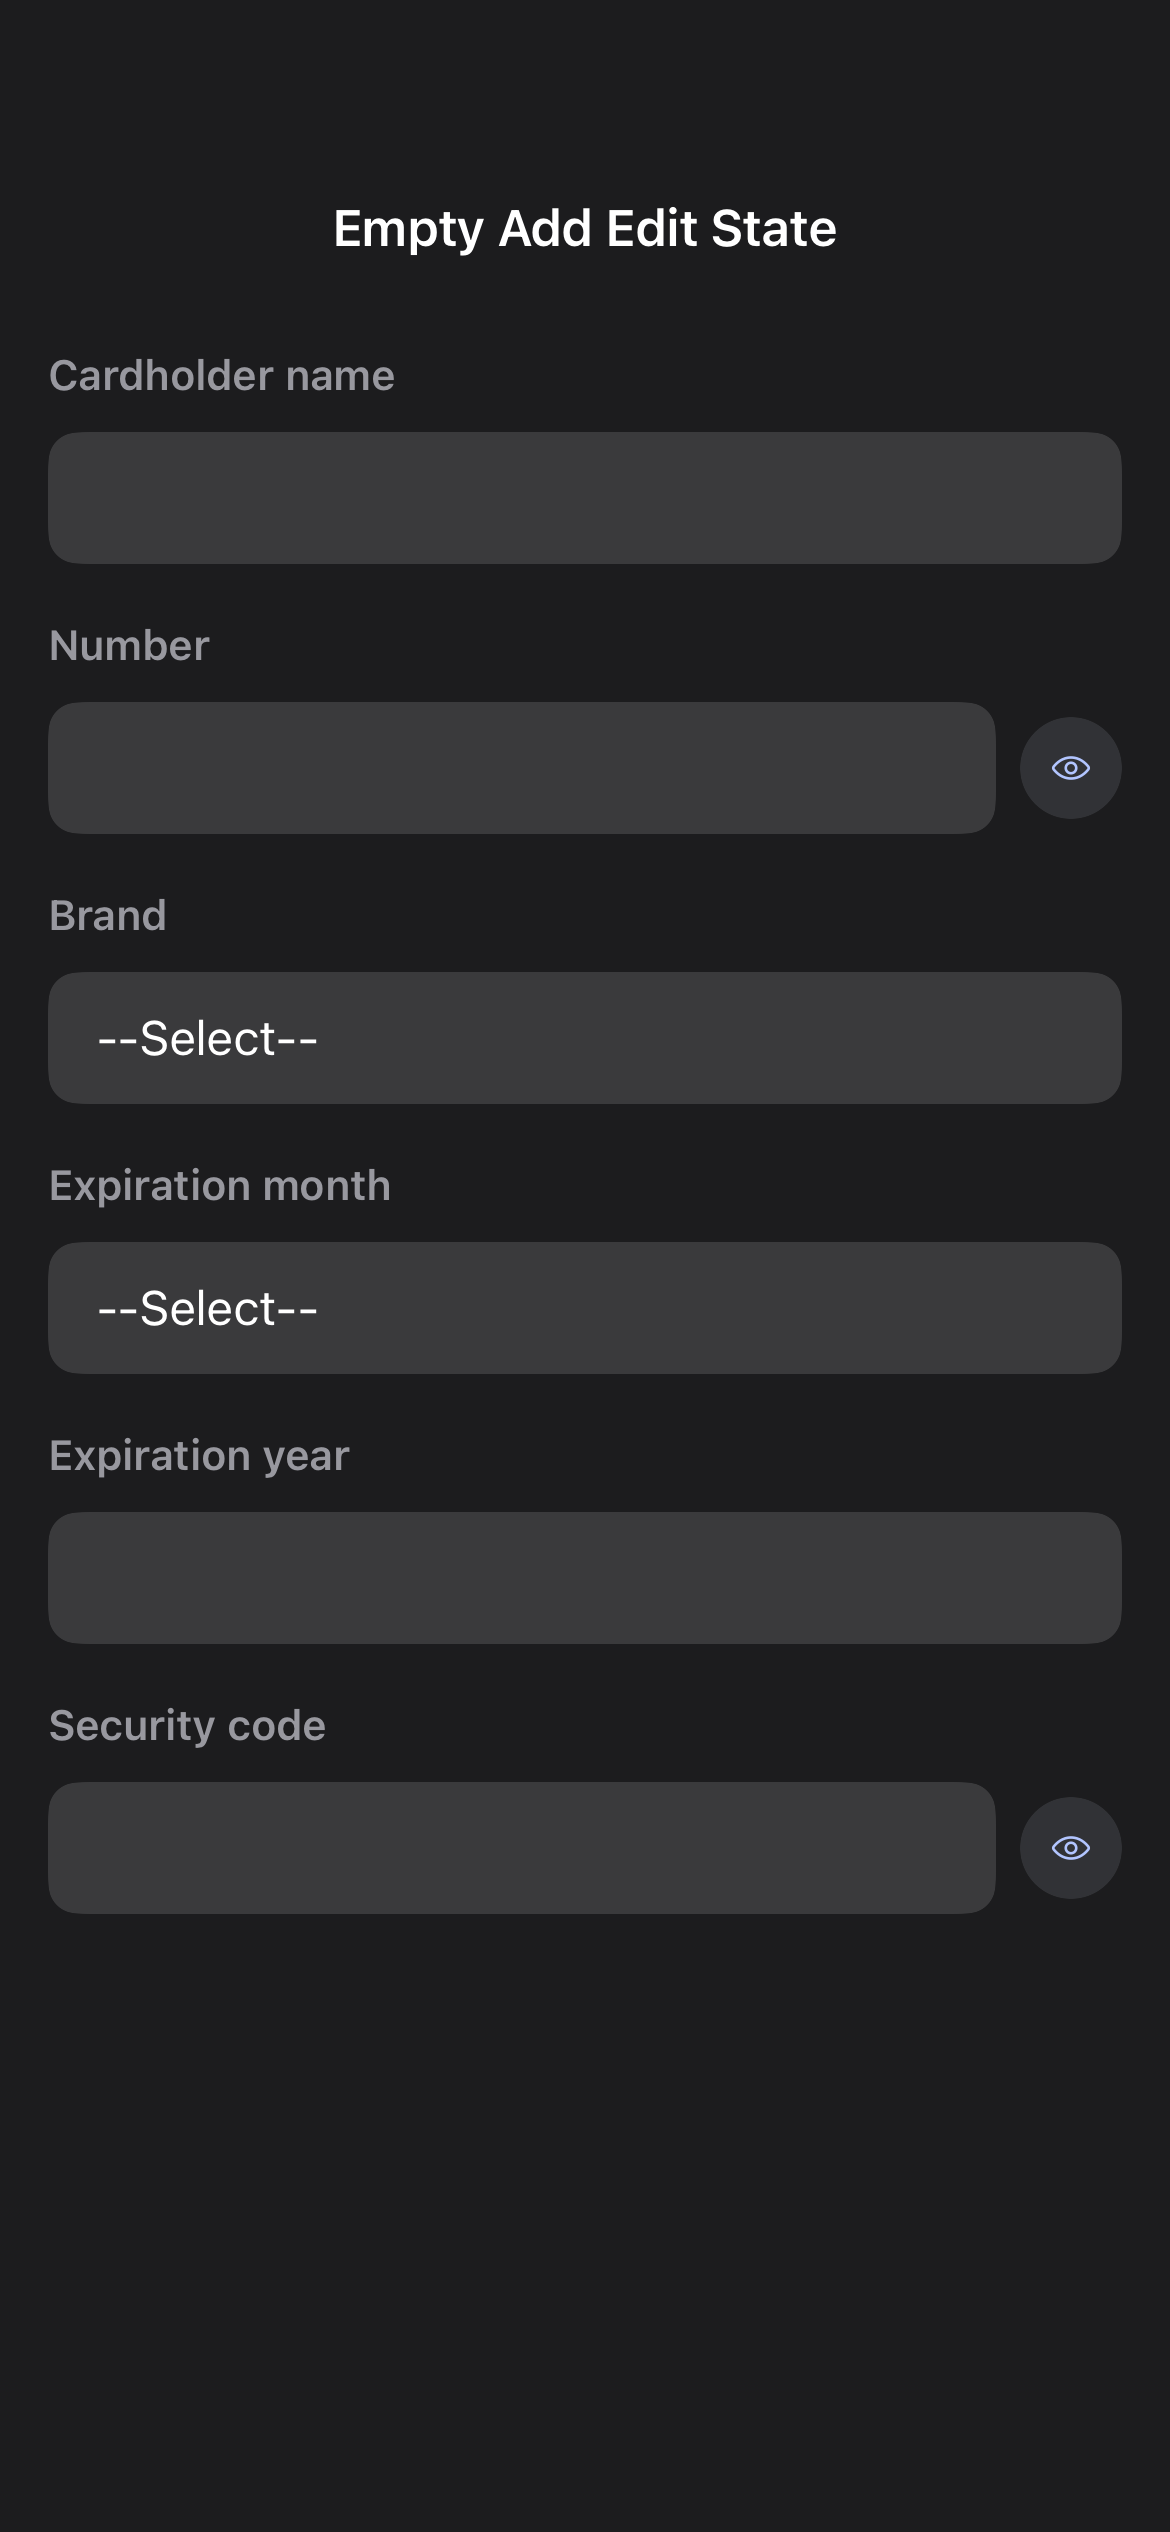 Empty Add Edit State
Cardholder name
Number
Brand
--Select--
Expiration month
--Select--
Expiration year
Security code